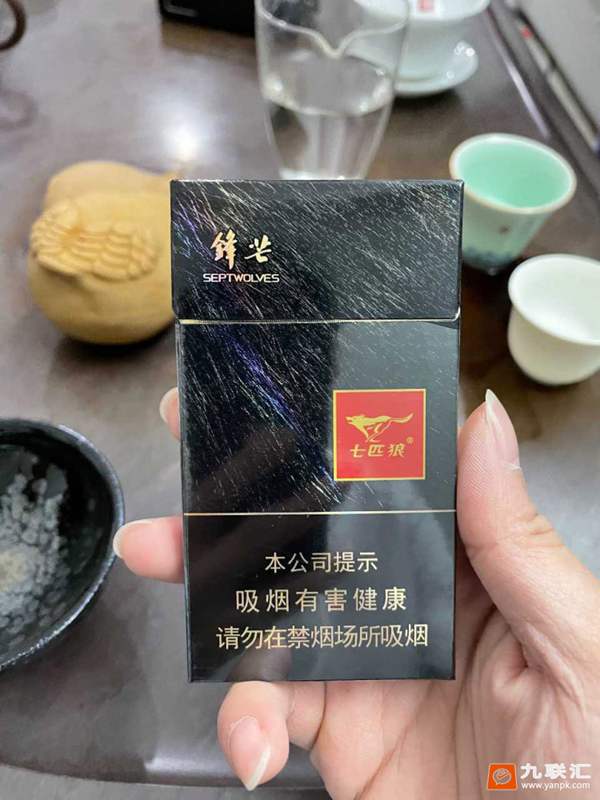 鋒芒
SEPTWOLVES
七匹狼®
本公司提示
吸烟有害健康
请勿在禁烟场所吸烟
九联汇
www.yanpk.com